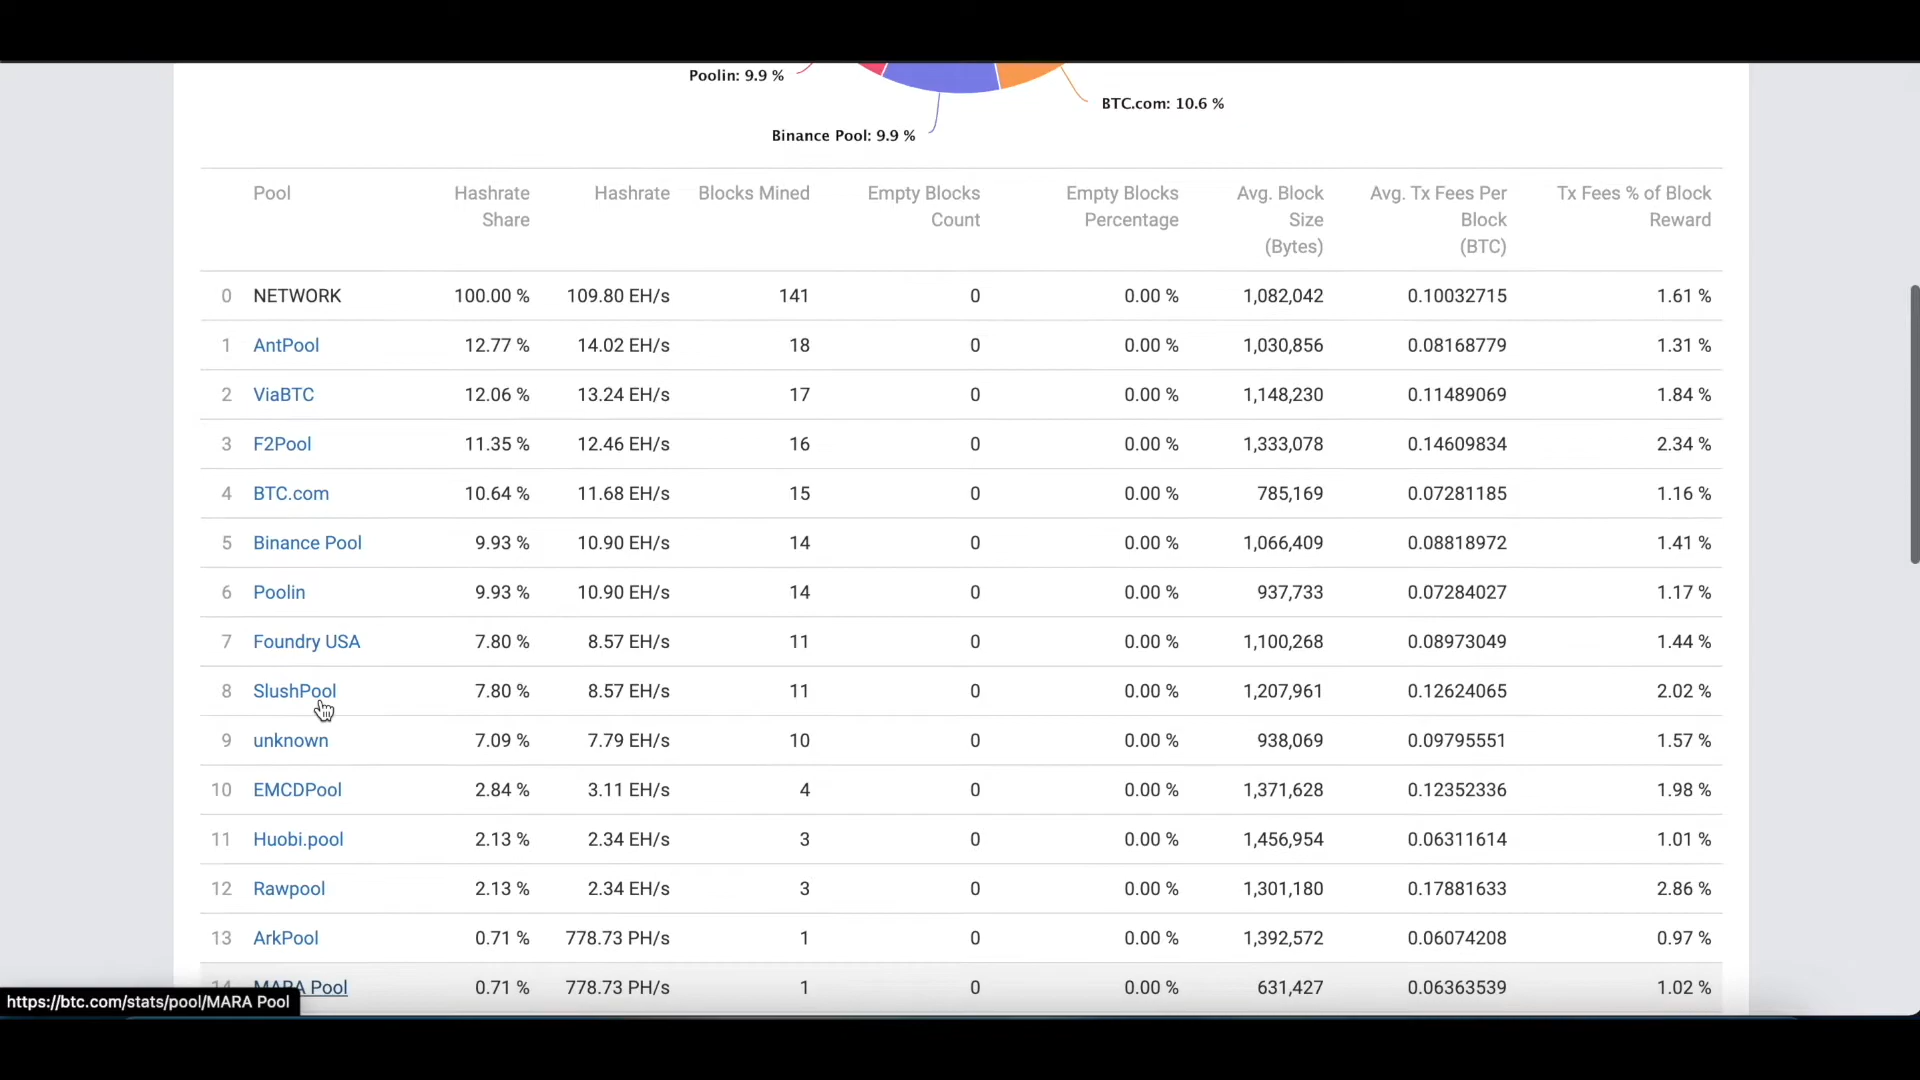 Poolin: 9.9 %
BTC.com: 10.6 %
Binance Pool: 9.9 %
Pool Hashrate Share Hashrate Blocks Mined Empty Blocks Count Empty Blocks Percentage Avg. Block Size (Bytes) Avg. Tx Fees Per Block (BTC) Tx Fees % of Block Reward
0 NETWORK 100.00 % 109.80 EH/s 141 0 0.00 % 1,082,042 0.10032715 1.61 %
1 AntPool 12.77 % 14.02 EH/s 18 0 0.00 % 1,030,856 0.08168779 1.31 %
2 ViaBTC 12.06 % 13.24 EH/s 17 0 0.00 % 1,148,230 0.11489069 1.84 %
3 F2Pool 11.35 % 12.46 EH/s 16 0 0.00 % 1,333,078 0.14609834 2.34 %
4 BTC.com 10.64 % 11.68 EH/s 15 0 0.00 % 785,169 0.07281185 1.16 %
5 Binance Pool 9.93 % 10.90 EH/s 14 0 0.00 % 1,066,409 0.08818972 1.41 %
6 Poolin 9.93 % 10.90 EH/s 14 0 0.00 % 937,733 0.07284027 1.17 %
7 Foundry USA 7.80 % 8.57 EH/s 11 0 0.00 % 1,100,268 0.08973049 1.44 %
8 SlushPool 7.80 % 8.57 EH/s 11 0 0.00 % 1,207,961 0.12624065 2.02 %
9 unknown 7.09 % 7.79 EH/s 10 0 0.00 % 938,069 0.09795551 1.57 %
10 EMCDPool 2.84 % 3.11 EH/s 4 0 0.00 % 1,371,628 0.12352336 1.98 %
11 Huobi.pool 2.13 % 2.34 EH/s 3 0 0.00 % 1,456,954 0.06311614 1.01 %
12 Rawpool 2.13 % 2.34 EH/s 3 0 0.00 % 1,301,180 0.17881633 2.86 %
13 ArkPool 0.71 % 778.73 PH/s 1 0 0.00 % 1,392,572 0.06074208 0.97 %
14 MARA Pool 0.71 % 778.73 PH/s 1 0 0.00 % 631,427 0.06363539 1.02 %
https://btc.com/stats/pool/MARA Pool